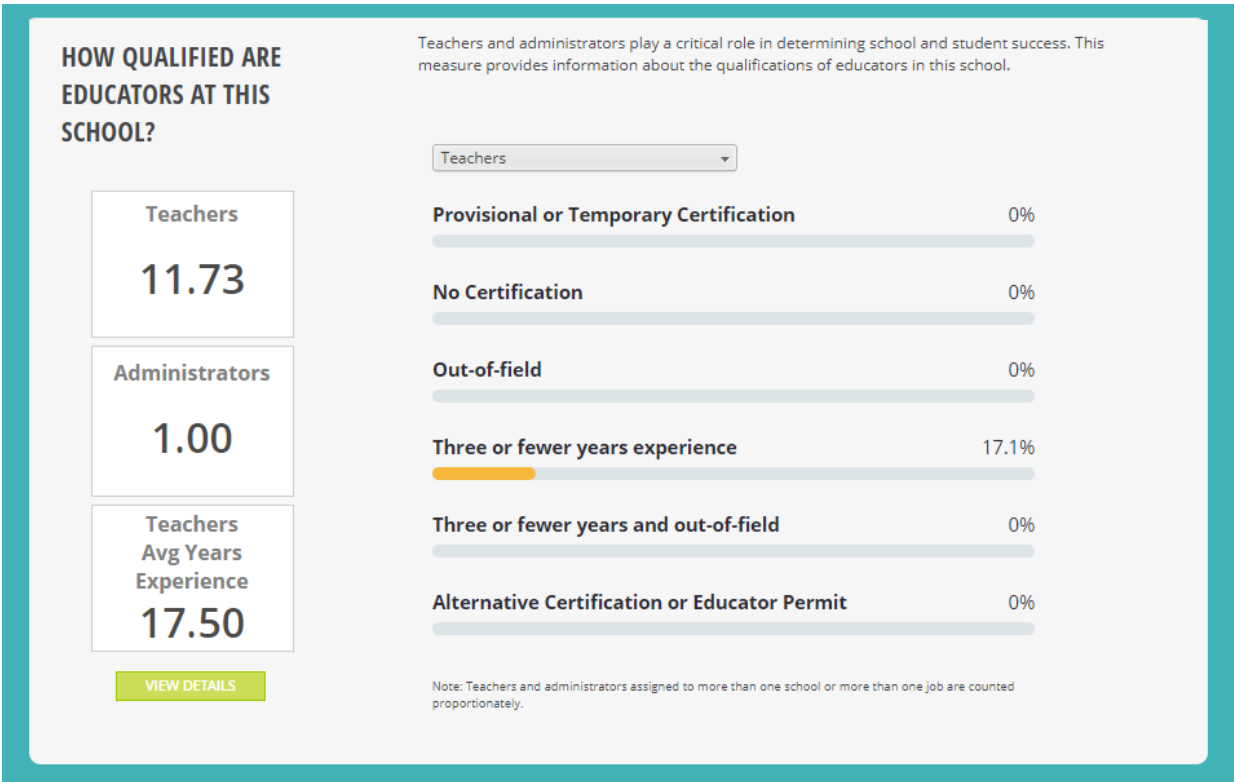 HOW QUALIFIED ARE
EDUCATORS AT THIS
SCHOOL?
Teachers
11.73
Administrators
1.00
Teachers
Avg Years
Experience
17.50
VIEW DETAILS
Teachers and administrators play a critical role in determining school and student success. This
measure provides information about the qualifications of educators in this school.
Teachers
Provisional or Temporary Certification 0%
No Certification 0%
Out-of-field 0%
Three or fewer years experience 17.1%
Three or fewer years and out-of-field 0%
Alternative Certification or Educator Permit 0%
Note: Teachers and administrators assigned to more than one school or more than one job are counted
proportionately.